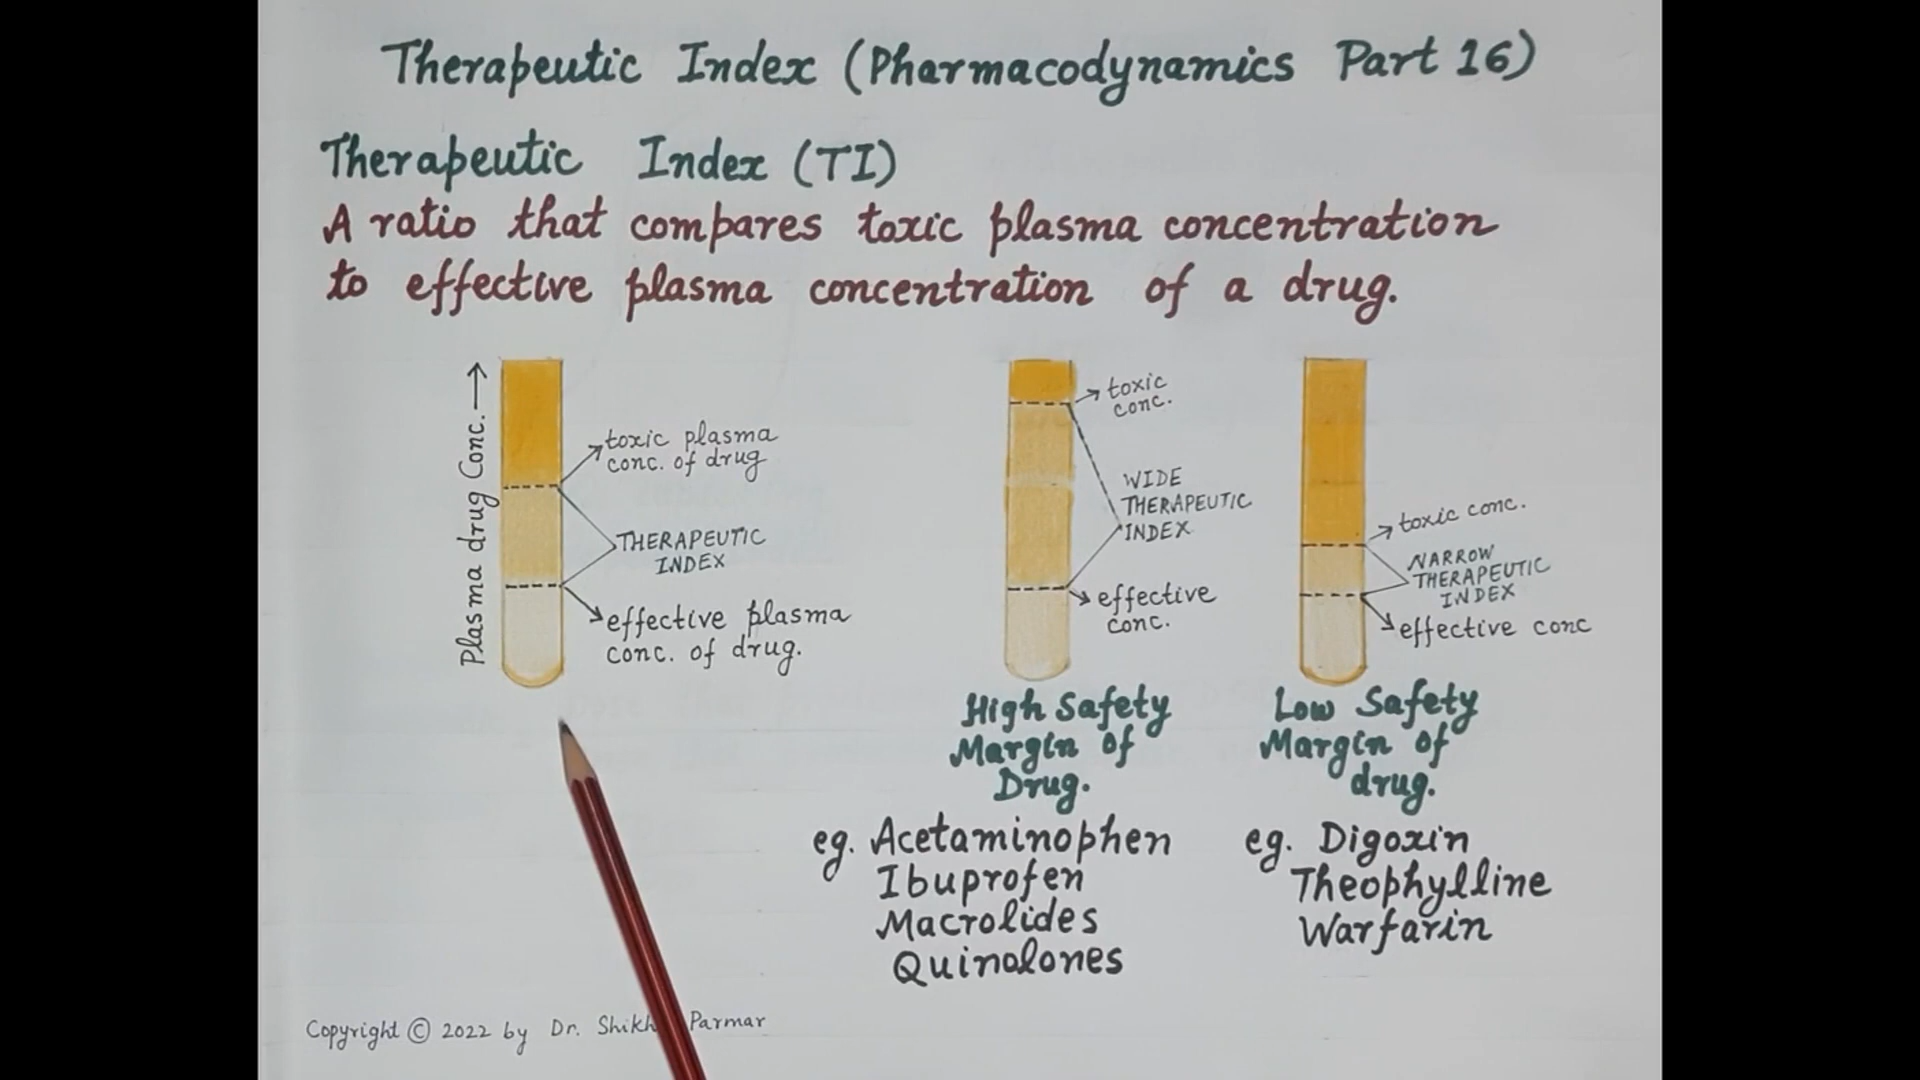 Therapeutic Index (Pharmacodynamics Part 16)
Therapeutic Index (TI)
A ratio that compares toxic plasma concentration
to effective plasma concentration of a drug.
Plasma drug Conc.
toxic plasma
conc. of drug
THERAPEUTIC
INDEX
effective plasma
conc. of drug.
toxic
conc.
WIDE
THERAPEUTIC
INDEX
effective
conc.
High Safety
Margin of
Drug.
eg. Acetaminophen
Ibuprofen
Macrolides
Quinolones
toxic conc.
NARROW
THERAPEUTIC
INDEX
effective conc
Low Safety
Margin of
drug.
eg. Digoxin
Theophylline
Warfarin
Copyright © 2022 by Dr. Parmar